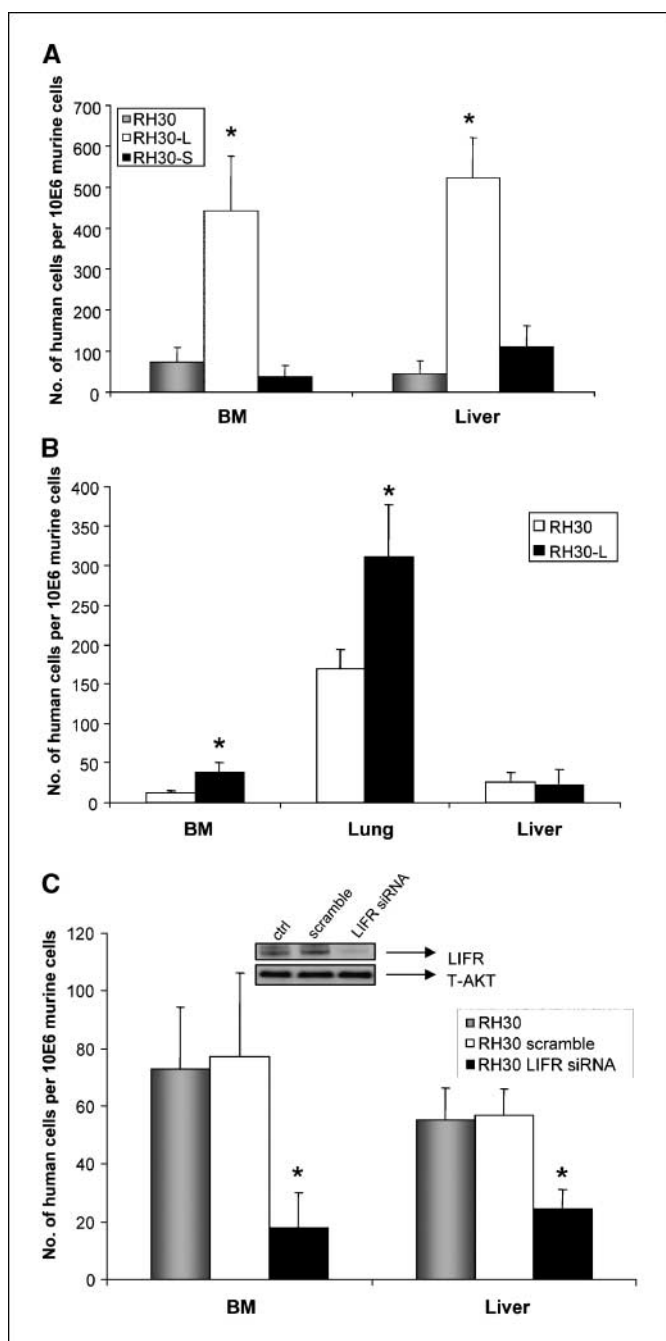 A
No. of human cells per 10E6 murine cells
700
600
500
400
300
200
100
0
RH30
RH30-L
RH30-S
*
*
BM
Liver
B
No. of human cells per 10E6 murine cells
400
350
300
250
200
150
100
50
0
RH30
RH30-L
*
*
BM
Lung
Liver
C
No. of human cells per 10E6 murine cells
120
100
80
60
40
20
0
ctrl
scramble
LIFR siRNA
LIFR
T-AKT
RH30
RH30 scramble
RH30 LIFR siRNA
*
*
BM
Liver